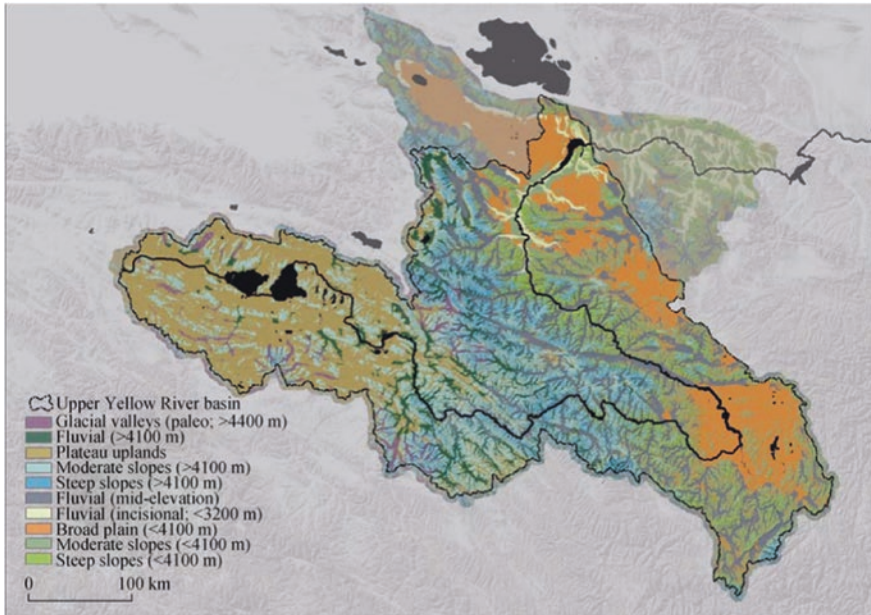 Upper Yellow River basin
Glacial valleys (paleo; >4400 m)
Fluvial (>4100 m)
Plateau uplands
Moderate slopes (>4100 m)
Steep slopes (>4100 m)
Fluvial (mid-elevation)
Fluvial (incisional; <3200 m)
Broad plain (<4100 m)
Moderate slopes (<4100 m)
Steep slopes (<4100 m)
0 100 km